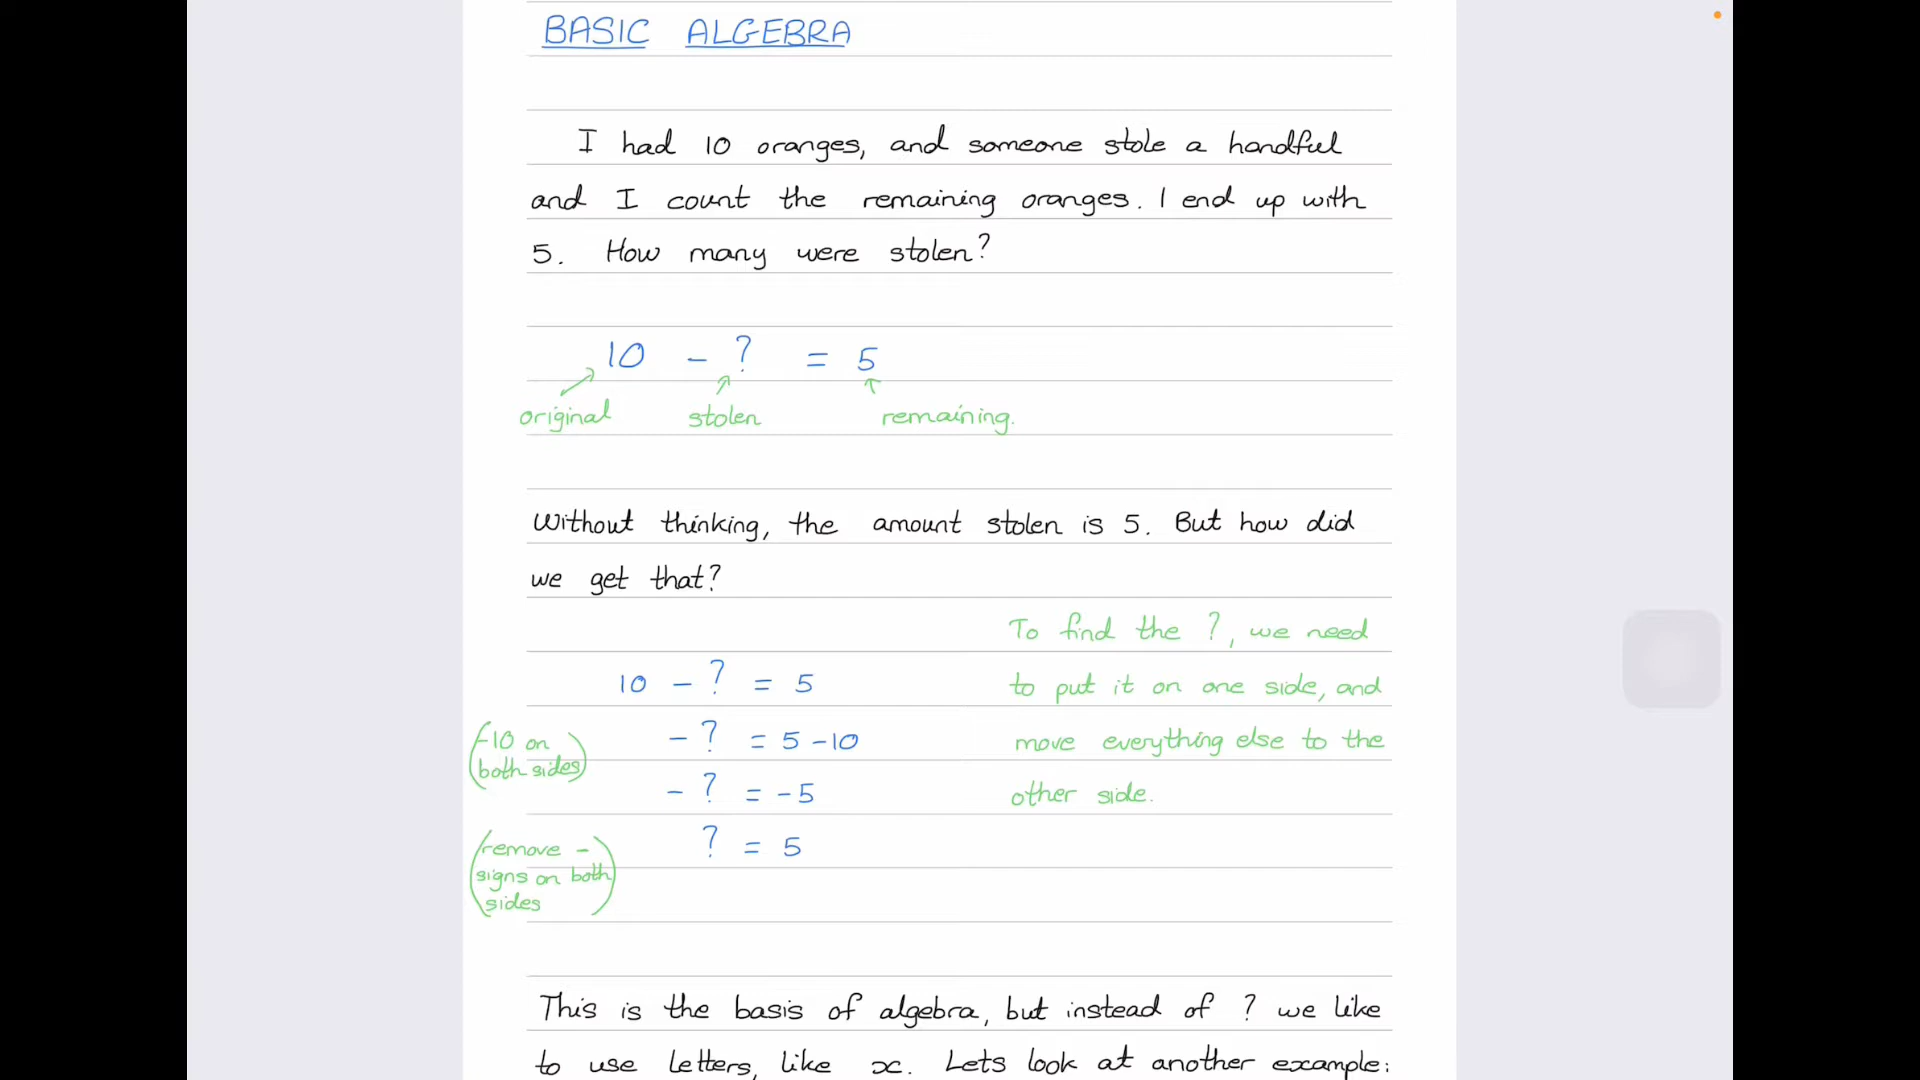 BASIC ALGEBRA
I had 10 oranges, and someone stole a handful
and I count the remaining oranges. I end up with
5. How many were stolen?
10 - ? = 5
original stolen remaining.
Without thinking, the amount stolen is 5. But how did
we get that?
To find the ?, we need
10 - ? = 5 to put it on one side, and
(-10 on
both sides) - ? = 5 - 10 move everything else to the
- ? = - 5 other side.
(remove -
signs on both
sides) ? = 5
This is the basis of algebra, but instead of ? we like
to use letters, like x. Lets look at another example: